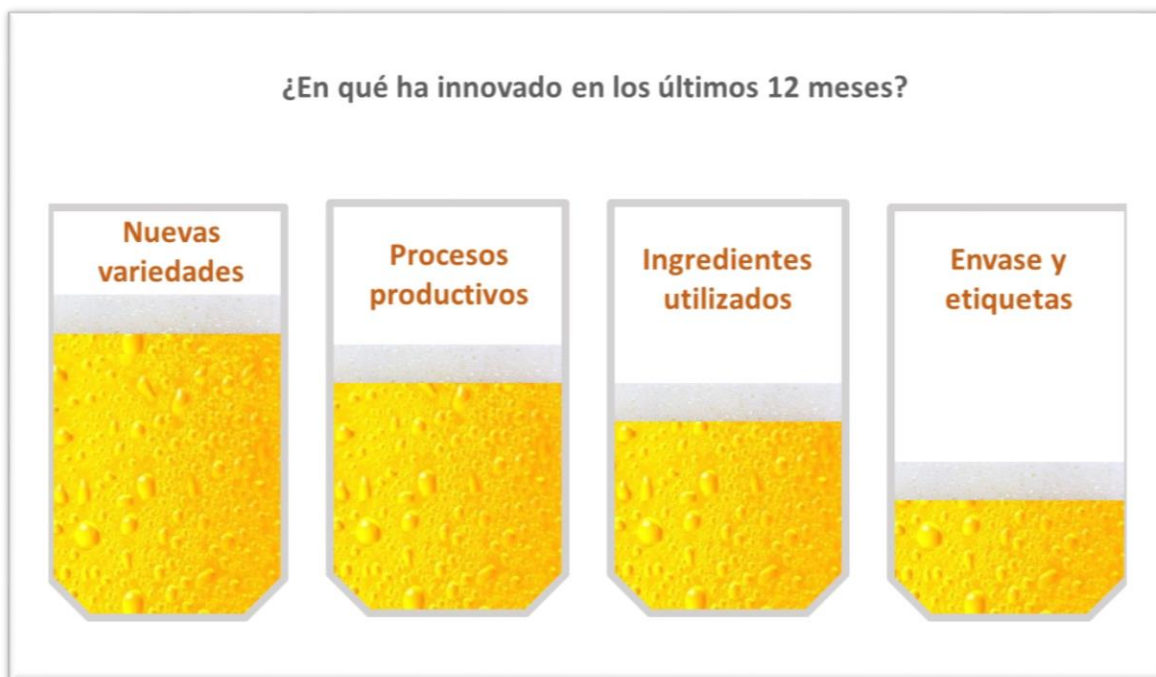 ¿En qué ha innovado en los últimos 12 meses?
Nuevas
variedades
Procesos
productivos
Ingredientes
utilizados
Envase y
etiquetas